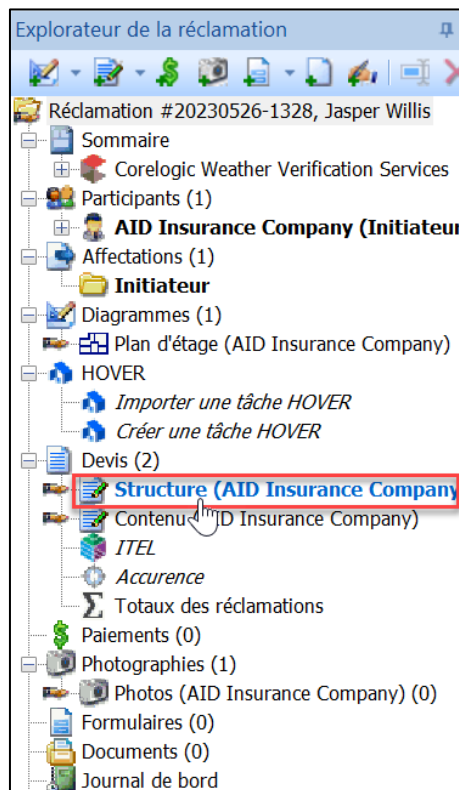 Explorateur de la réclamation
Réclamation #20230526-1328, Jasper Willis
Sommaire
Corelogic Weather Verification Services
Participants (1)
AID Insurance Company (Initiateur
Affectations (1)
Initiateur
Diagrammes (1)
Plan d'étage (AID Insurance Company)
HOVER
Importer une tâche HOVER
Créer une tâche HOVER
Devis (2)
Structure (AID Insurance Company
Contenu (AID Insurance Company)
ITEL
Accurence
Totaux des réclamations
Paiements (0)
Photographies (1)
Photos (AID Insurance Company) (0)
Formulaires (0)
Documents (0)
Journal de bord